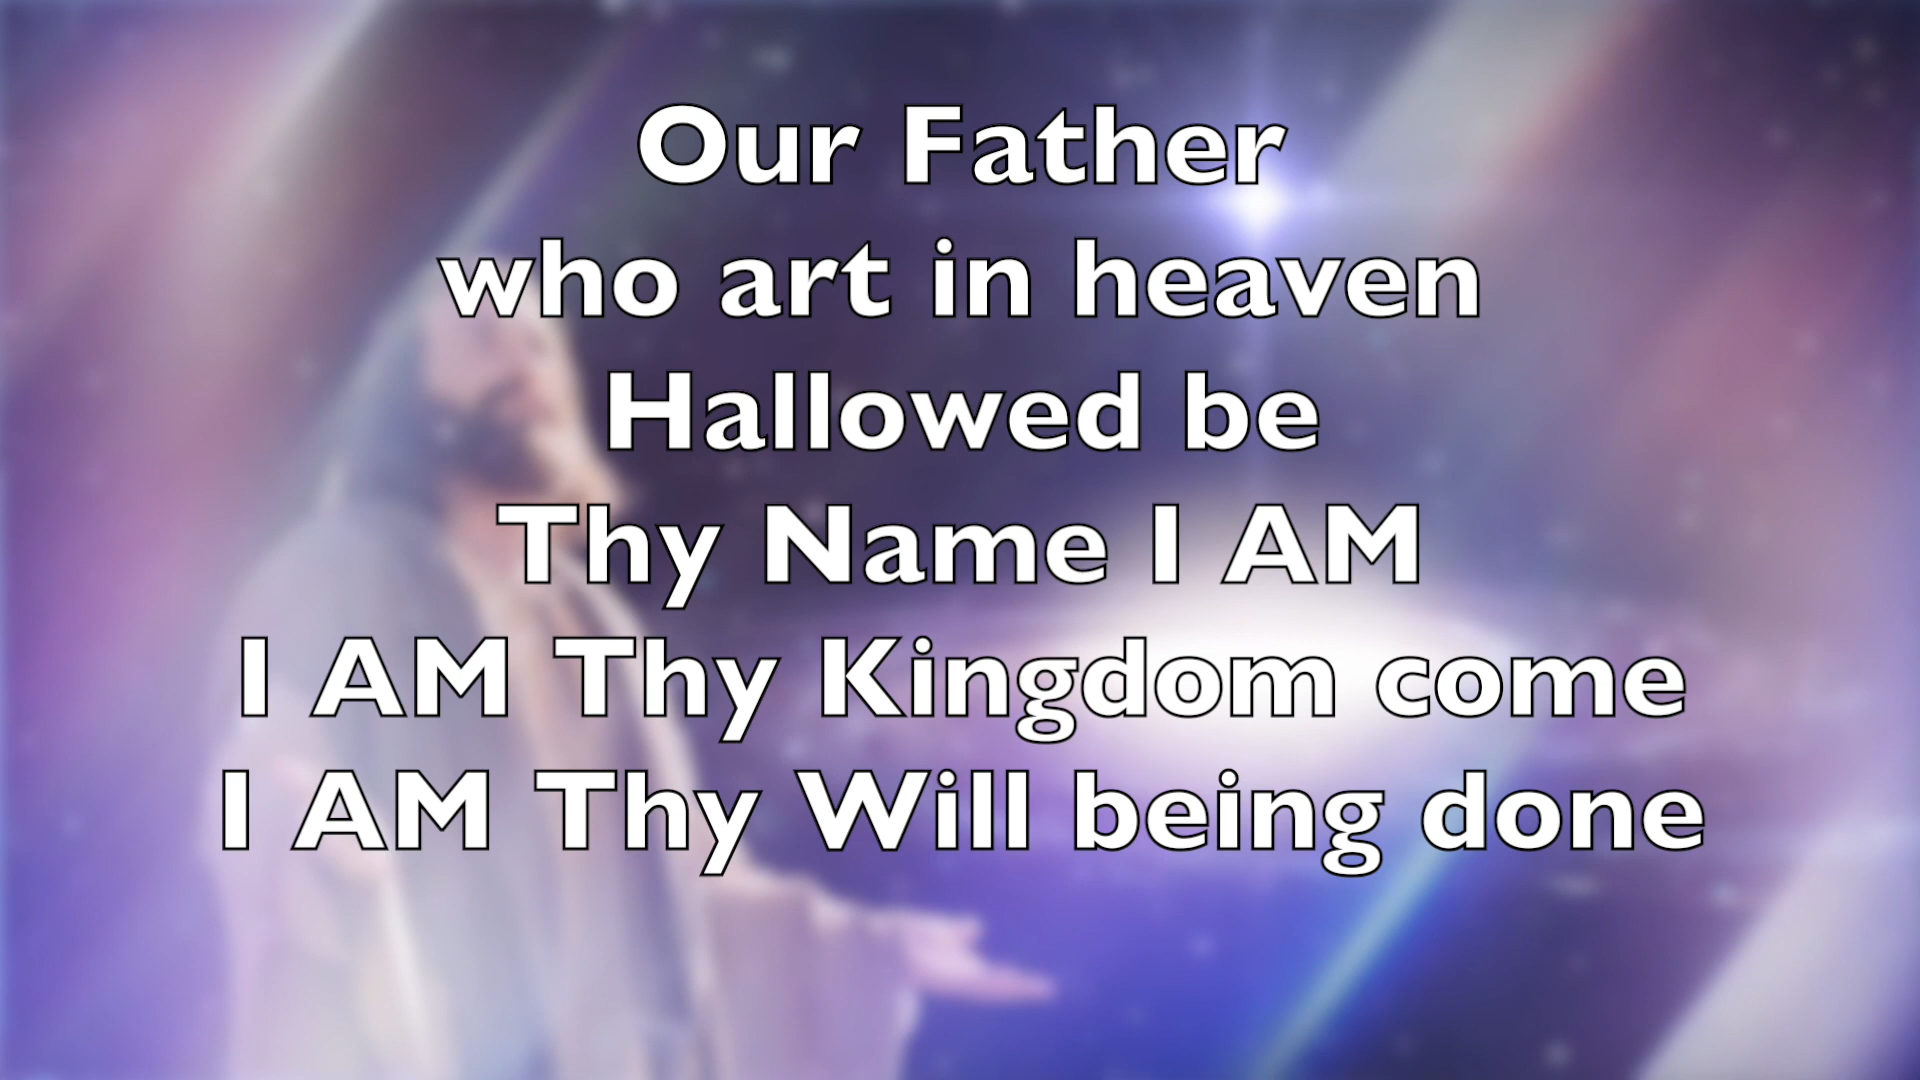 Our Father
who art in heaven
Hallowed be
Thy Name I AM
I AM Thy Kingdom come
I AM Thy Will being done